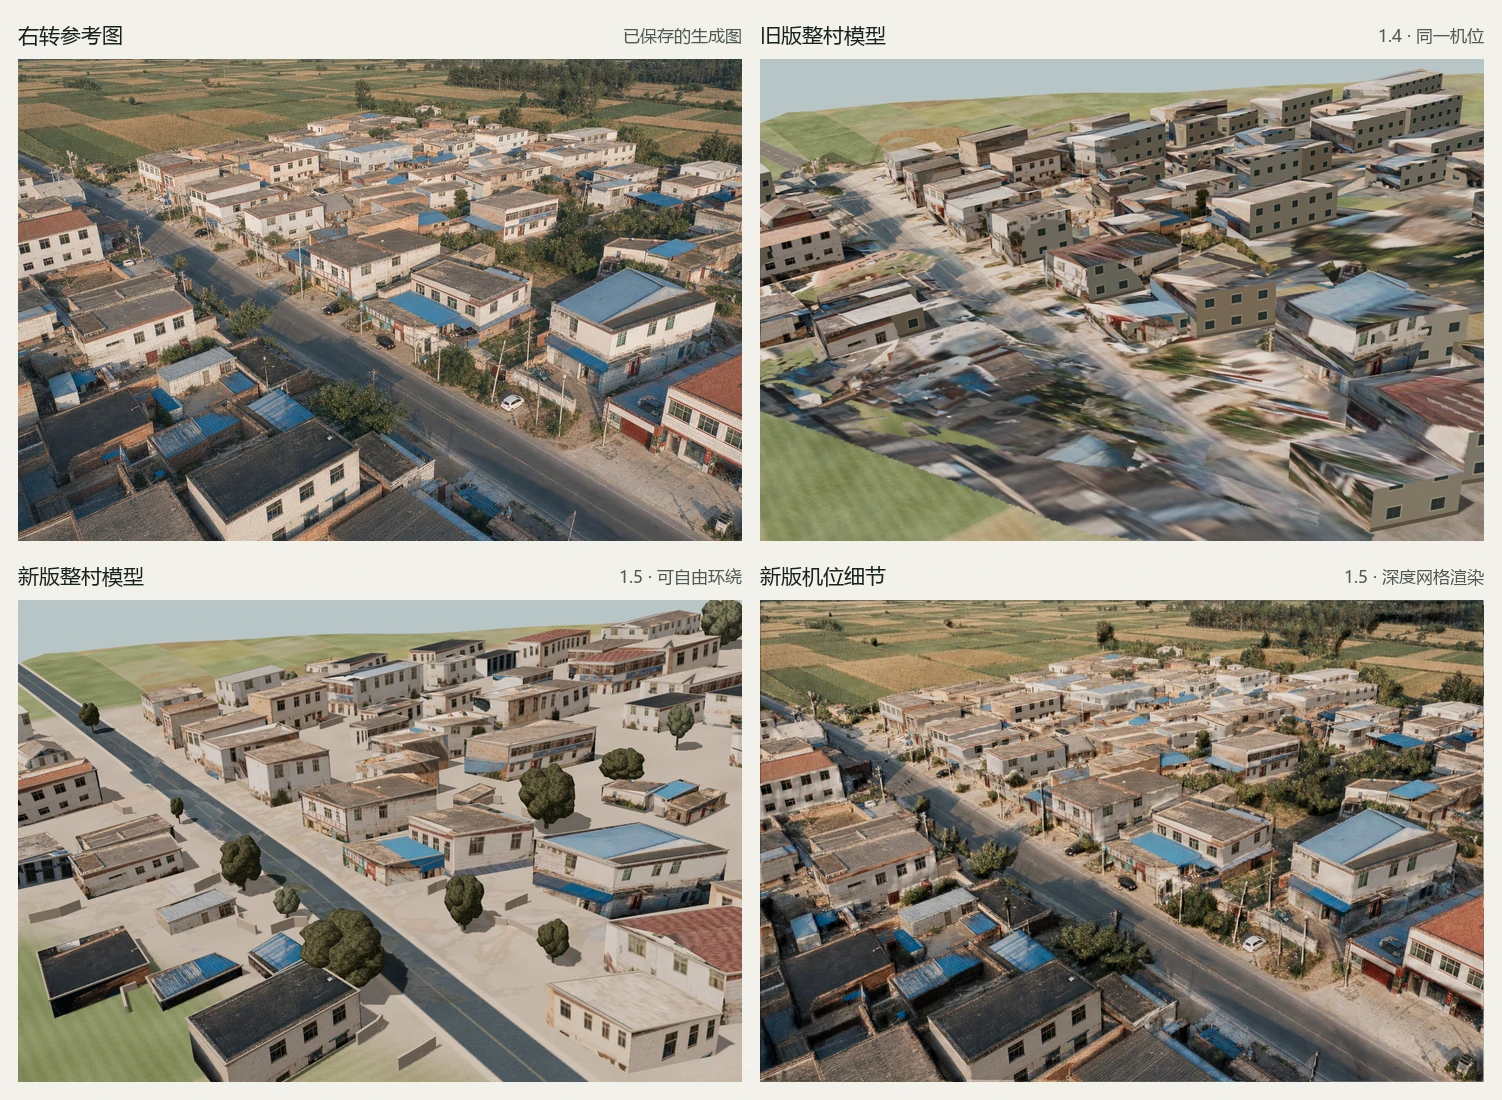 右转参考图
已保存的生成图
旧版整村模型
1.4 · 同一机位
新版整村模型
1.5 · 可自由环绕
新版机位细节
1.5 · 深度网格渲染